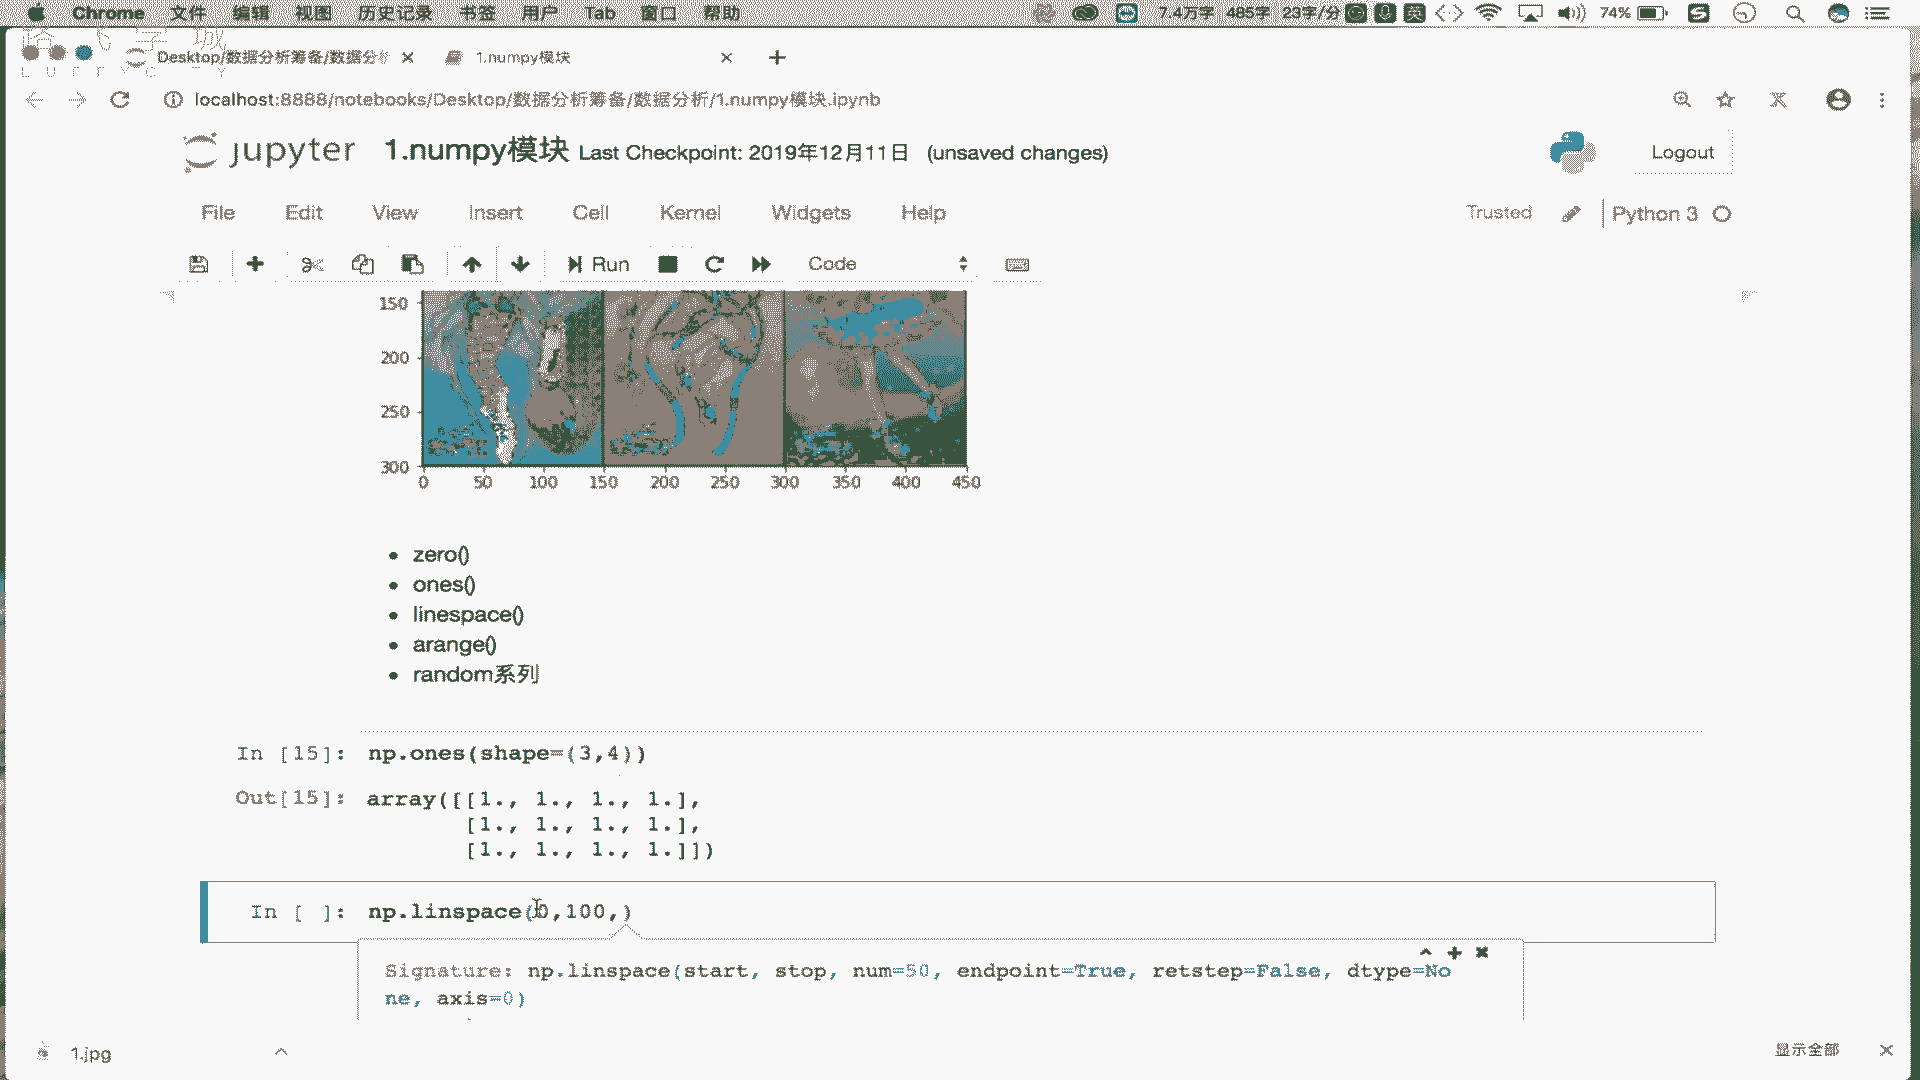 Chrome 文件 编辑 视图 历史记录 书签 用户 Tab 窗口 帮助 7.4万字 485字 23字/分 英 74%
Desktop/数据分析筹备/数据分析 1.numpy模块
localhost:8888/notebooks/Desktop/数据分析筹备/数据分析/1.numpy模块.ipynb
jupyter 1.numpy模块 Last Checkpoint: 2019年12月11日 (unsaved changes) Logout
File Edit View Insert Cell Kernel Widgets Help Trusted Python 3
Run Code
150
200
250
300
0 50 100 150 200 250 300 350 400 450
zero()
ones()
linespace()
arange()
random系列
In [15]: np.ones(shape=(3,4))
Out[15]: array([[1., 1., 1., 1.],
[1., 1., 1., 1.],
[1., 1., 1., 1.]])
In [ ]: np.linspace(0,100,)
Signature: np.linspace(start, stop, num=50, endpoint=True, retstep=False, dtype=No
ne, axis=0)
1.jpg 显示全部